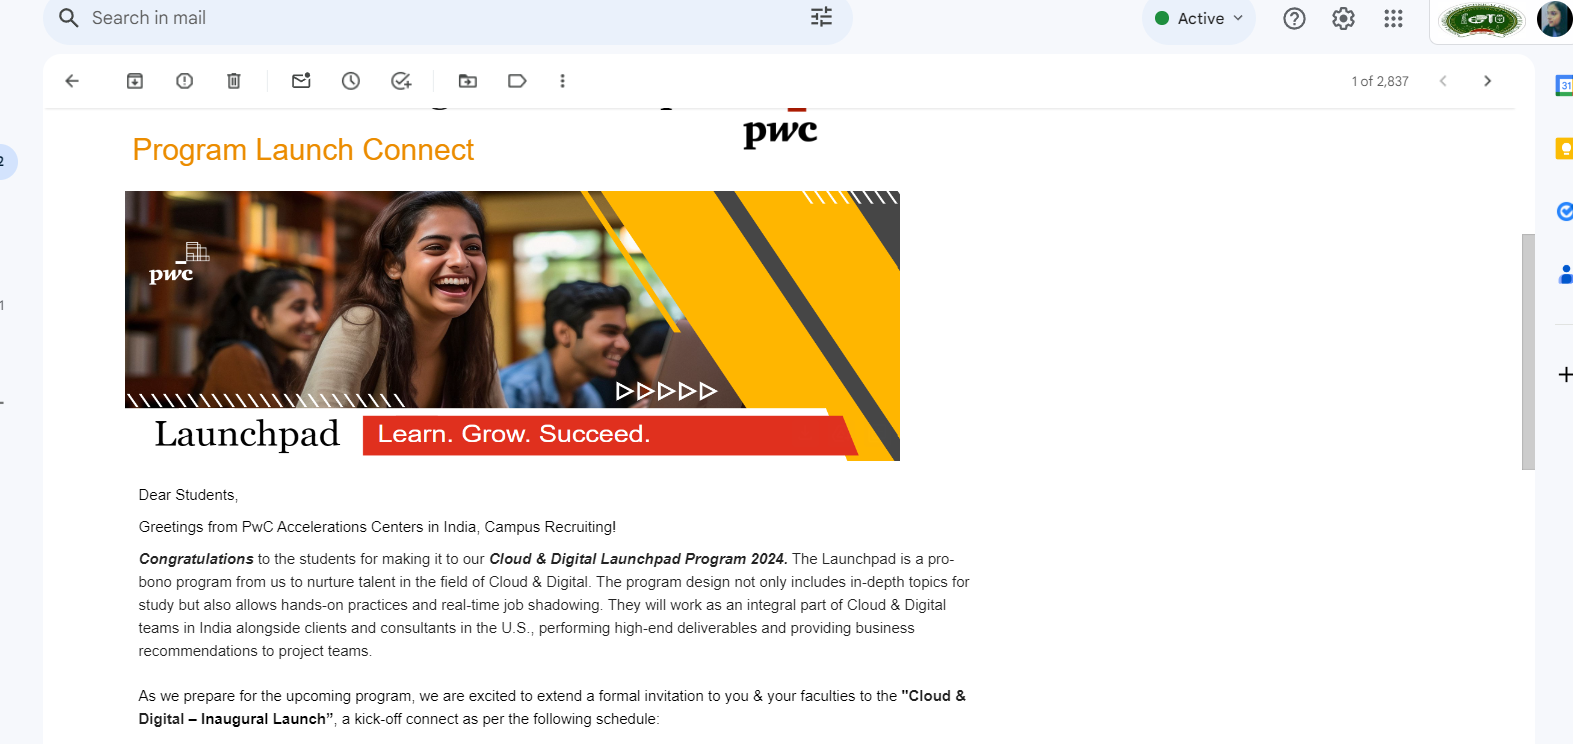 Search in mail
Active
1 of 2,837
31
2
pwc
Program Launch Connect
pwc
Launchpad
Learn. Grow. Succeed.
Dear Students,
Greetings from PwC Accelerations Centers in India, Campus Recruiting!
Congratulations to the students for making it to our Cloud & Digital Launchpad Program 2024. The Launchpad is a pro-
bono program from us to nurture talent in the field of Cloud & Digital. The program design not only includes in-depth topics for
study but also allows hands-on practices and real-time job shadowing. They will work as an integral part of Cloud & Digital
teams in India alongside clients and consultants in the U.S., performing high-end deliverables and providing business
recommendations to project teams.
1
As we prepare for the upcoming program, we are excited to extend a formal invitation to you & your faculties to the "Cloud &
Digital – Inaugural Launch”, a kick-off connect as per the following schedule: